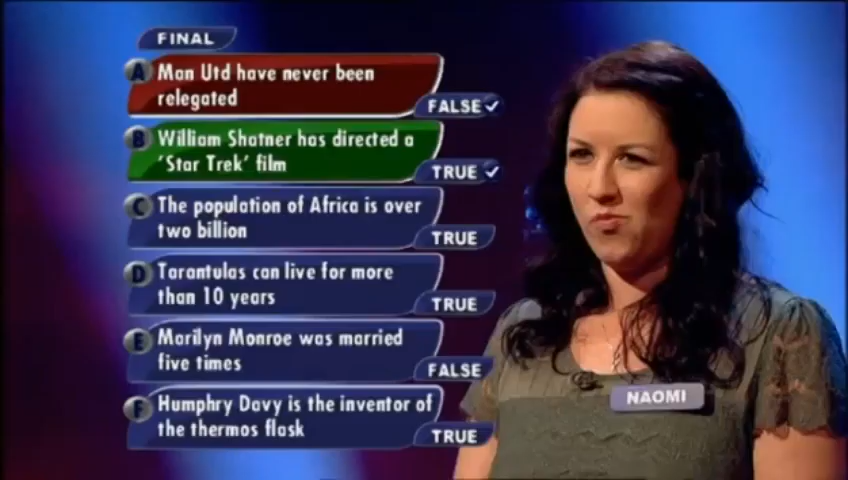 FINAL
A Man Utd have never been
relegated
FALSE ✓
B William Shatner has directed a
'Star Trek' film
TRUE ✓
C The population of Africa is over
two billion
TRUE
D Tarantulas can live for more
than 10 years
TRUE
E Marilyn Monroe was married
five times
FALSE
F Humphry Davy is the inventor of
the thermos flask
TRUE
NAOMI